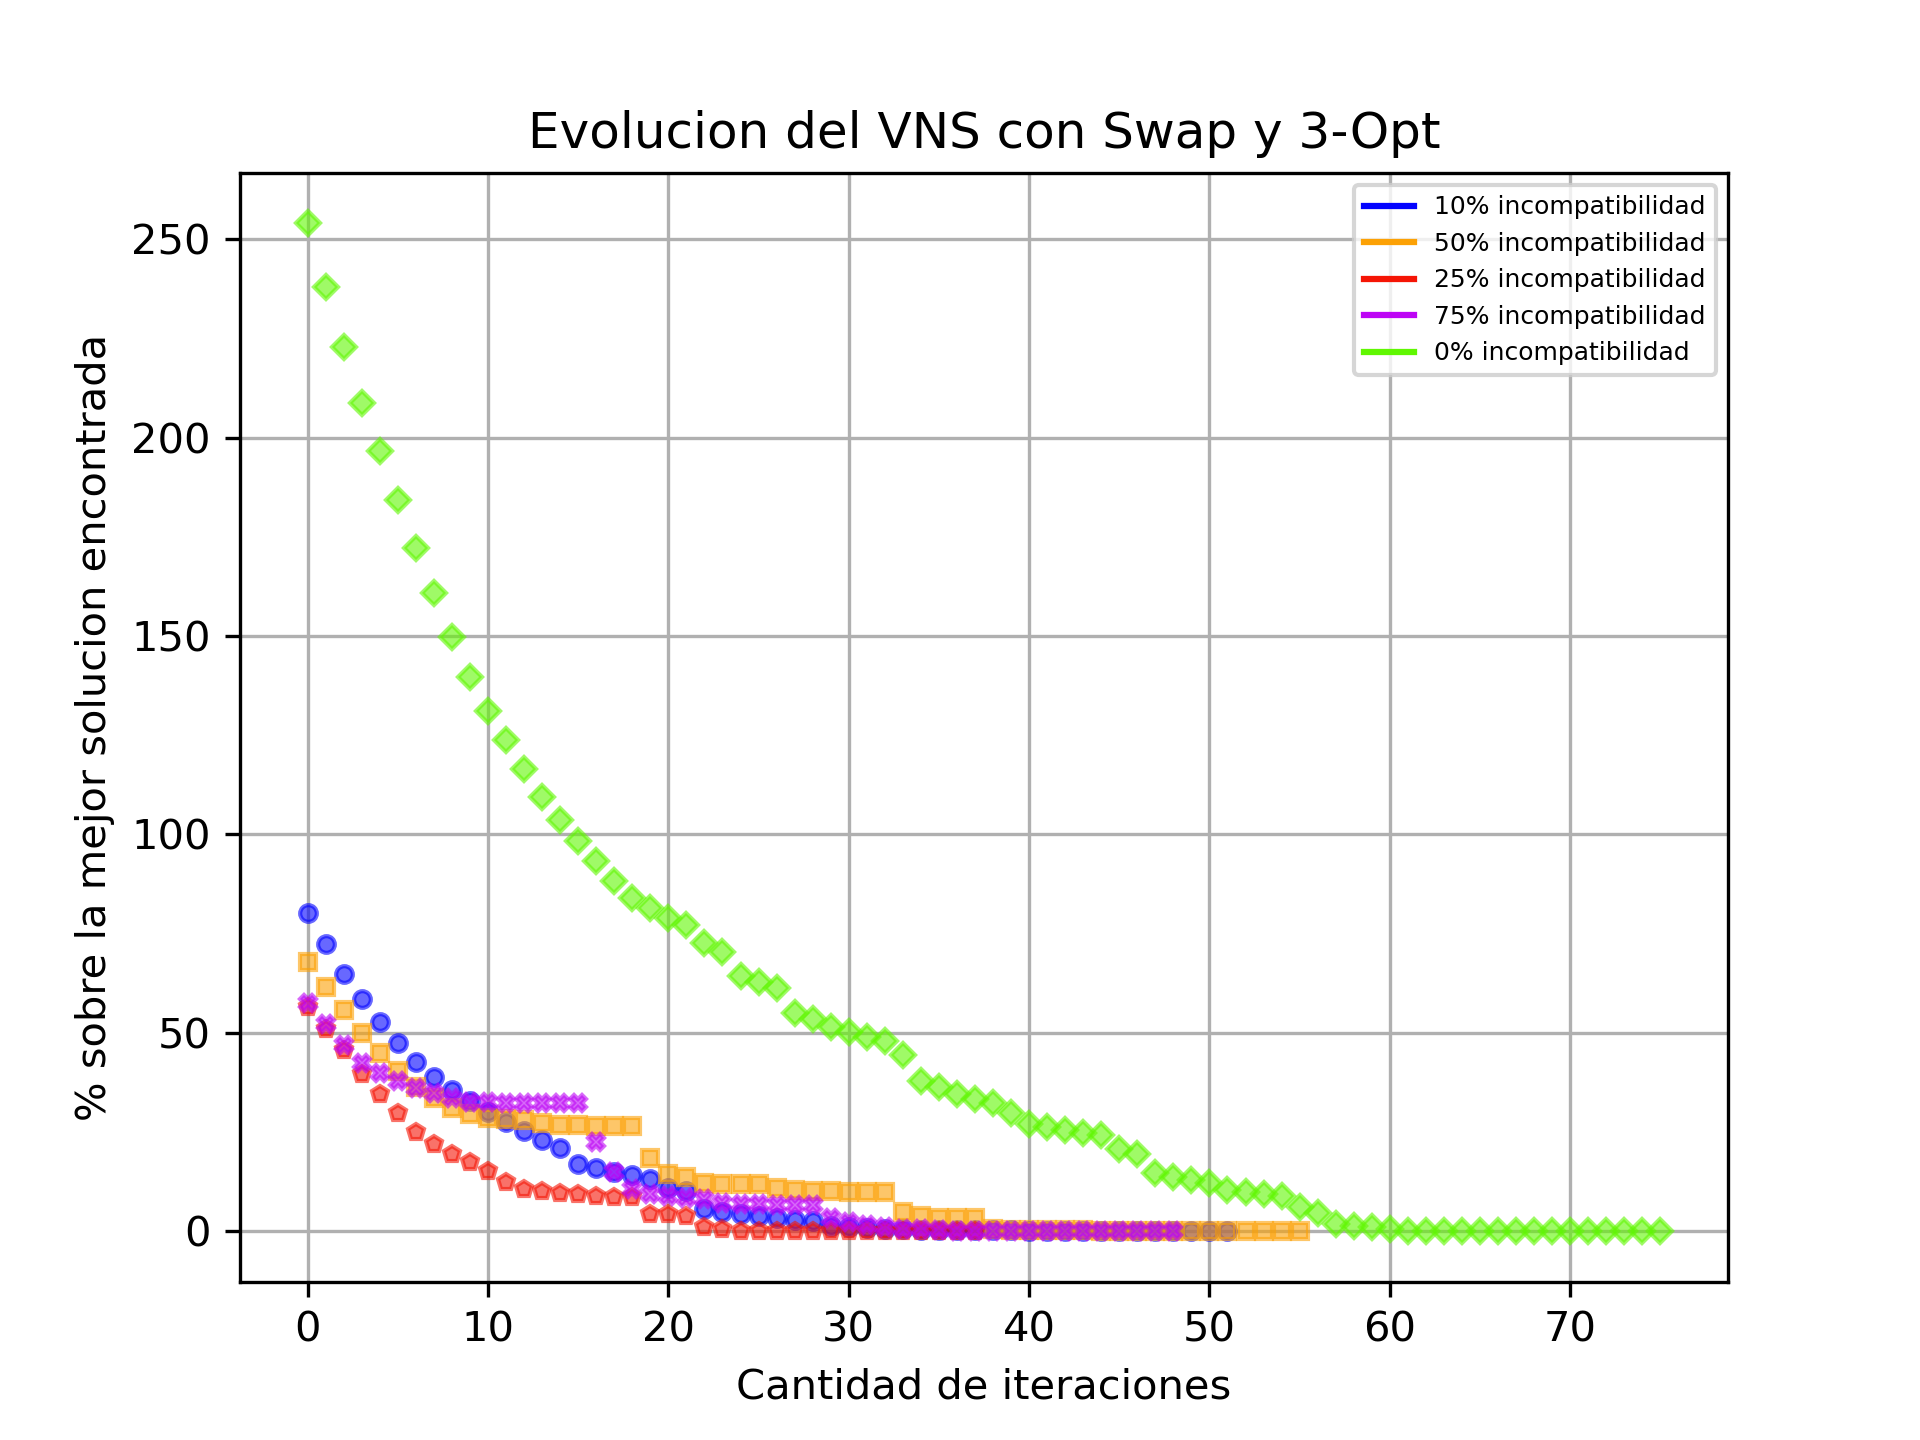 Evolucion del VNS con Swap y 3-Opt
10% incompatibilidad
50% incompatibilidad
25% incompatibilidad
75% incompatibilidad
0% incompatibilidad
% sobre la mejor solucion encontrada
250
200
150
100
50
0
0 10 20 30 40 50 60 70
Cantidad de iteraciones